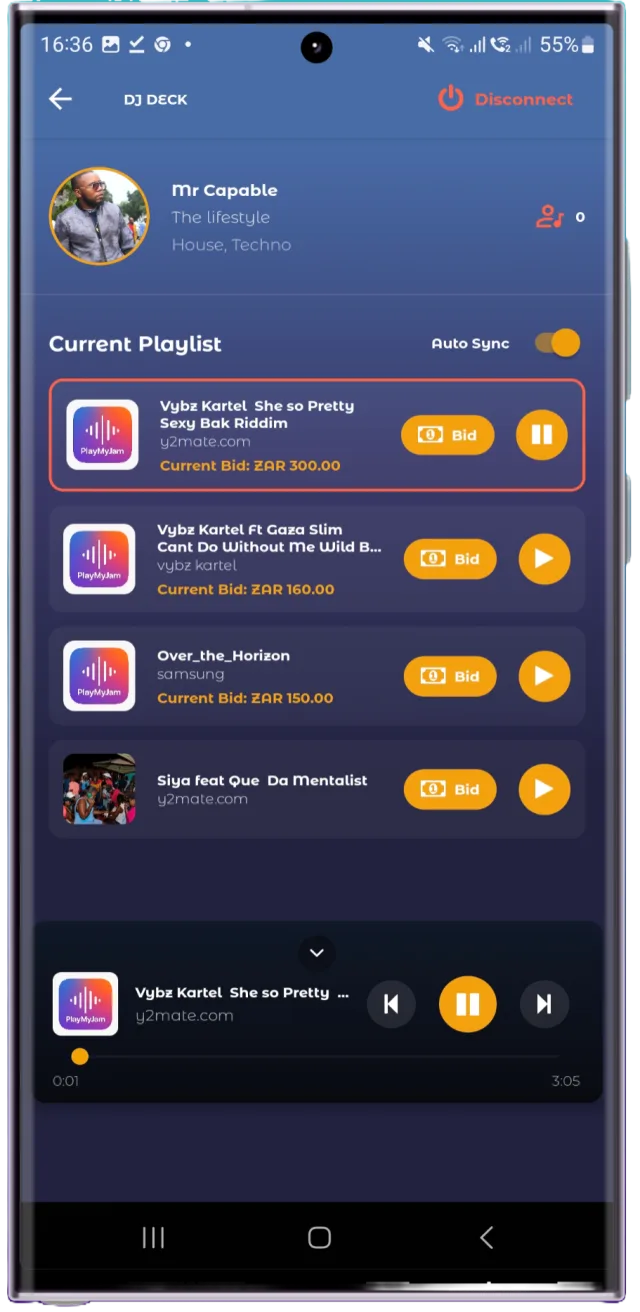 16:36 55%
DJ DECK Disconnect
Mr Capable
The lifestyle
House, Techno
0
Current Playlist Auto Sync
Vybz Kartel She so Pretty
Sexy Bak Riddim
y2mate.com
Current Bid: ZAR 300.00
PlayMyJam
Bid
Vybz Kartel Ft Gaza Slim
Cant Do Without Me Wild B...
vybz kartel
Current Bid: ZAR 160.00
PlayMyJam
Bid
Over_the_Horizon
samsung
Current Bid: ZAR 150.00
PlayMyJam
Bid
Siya feat Que Da Mentalist
y2mate.com
Bid
Vybz Kartel She so Pretty ...
y2mate.com
PlayMyJam
0:01 3:05